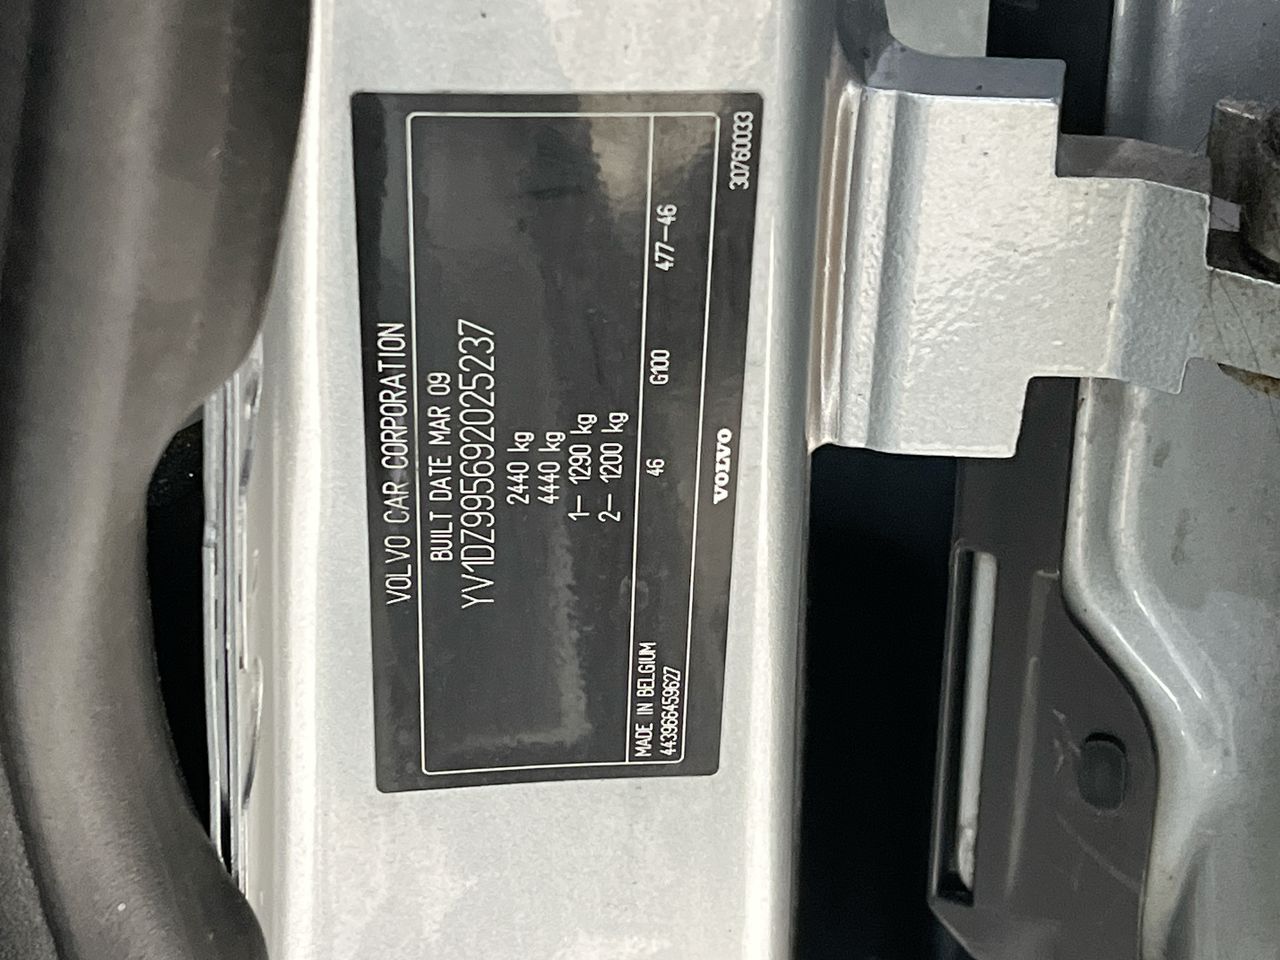 VOLVO CAR CORPORATION
BUILT DATE MAR 09
YV1DZ995692025237
2440 kg
4440 kg
1– 1290 kg
2– 1200 kg
MADE IN BELGIUM 46 G100 477–46
443966459627
VOLVO 30760033